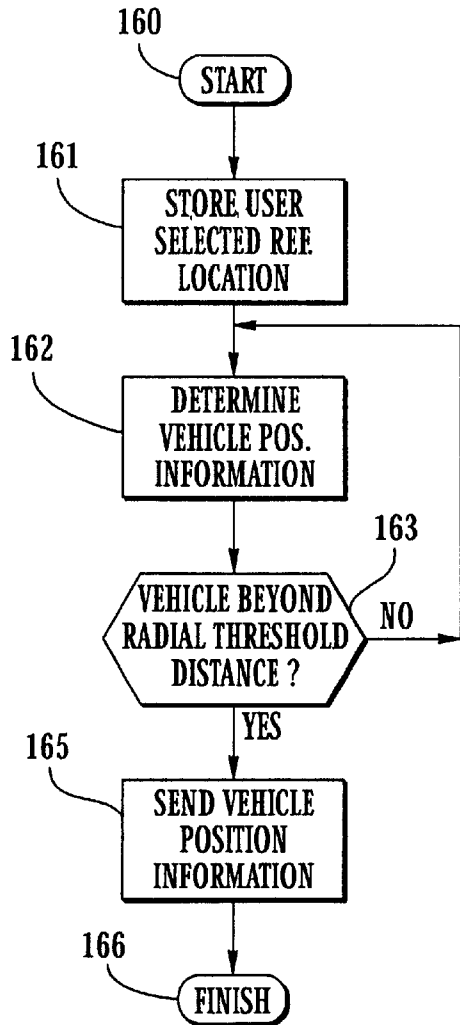 160
START
161
STORE USER
SELECTED REF.
LOCATION
162
DETERMINE
VEHICLE POS.
INFORMATION
163
VEHICLE BEYOND
RADIAL THRESHOLD
DISTANCE ?
NO
YES
165
SEND VEHICLE
POSITION
INFORMATION
166
FINISH